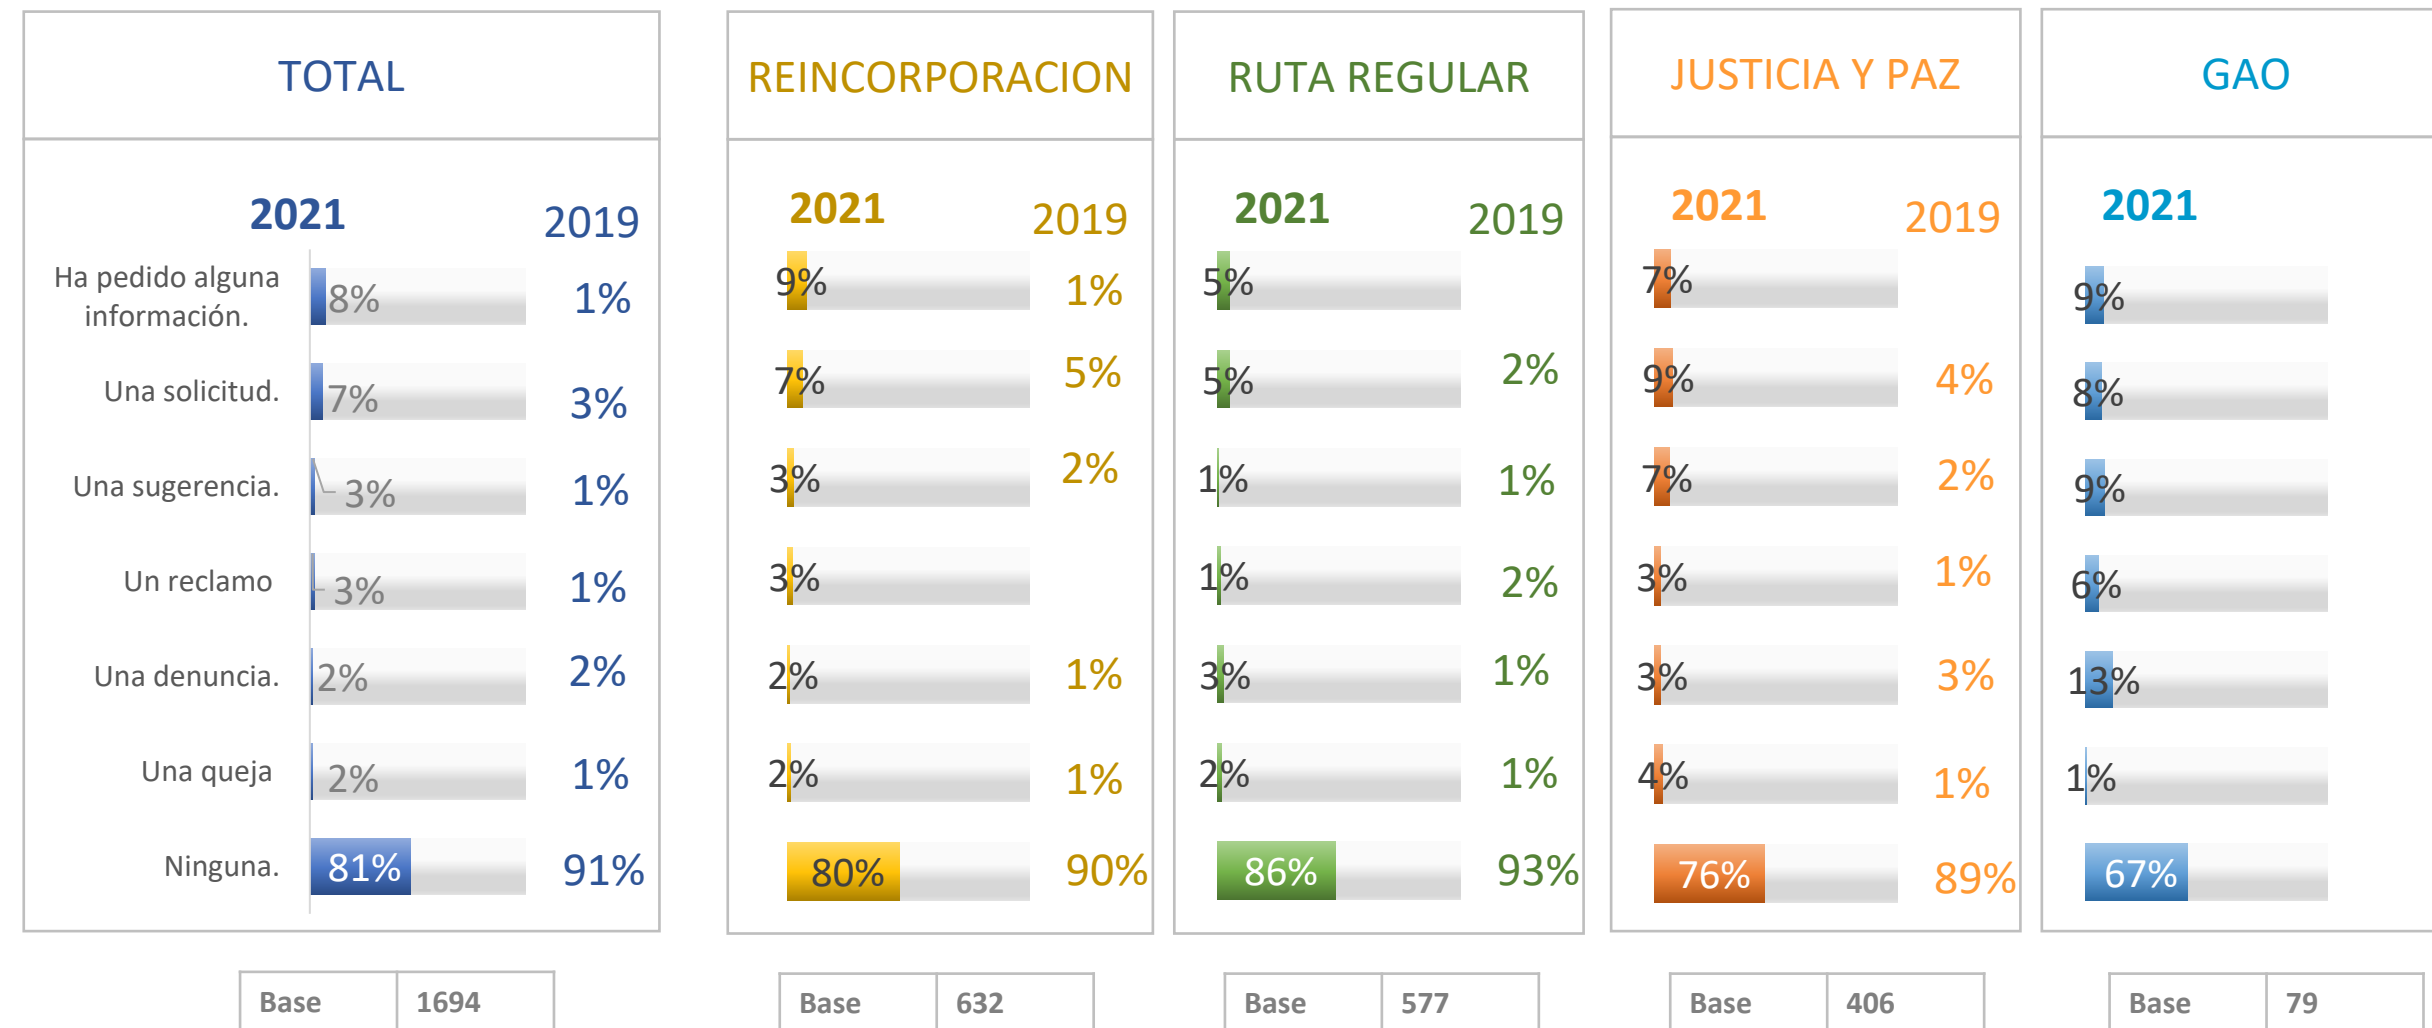 TOTAL
2021 2019
Ha pedido alguna
información.
8% 1%
Una solicitud. 7% 3%
Una sugerencia. 3% 1%
Un reclamo 3% 1%
Una denuncia. 2% 2%
Una queja 2% 1%
Ninguna. 81% 91%
Base 1694
REINCORPORACION
2021 2019
9% 1%
7% 5%
3% 2%
3%
2% 1%
2% 1%
80% 90%
Base 632
RUTA REGULAR
2021 2019
5%
5% 2%
1% 1%
1% 2%
3% 1%
2% 1%
86% 93%
Base 577
JUSTICIA Y PAZ
2021 2019
7%
9% 4%
7% 2%
3% 1%
3% 3%
4% 1%
76% 89%
Base 406
GAO
2021
9%
8%
9%
6%
13%
1%
67%
Base 79